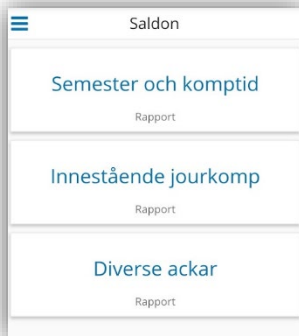 Saldon
Semester och komptid
Rapport
Innestående jourkomp
Rapport
Diverse ackar
Rapport